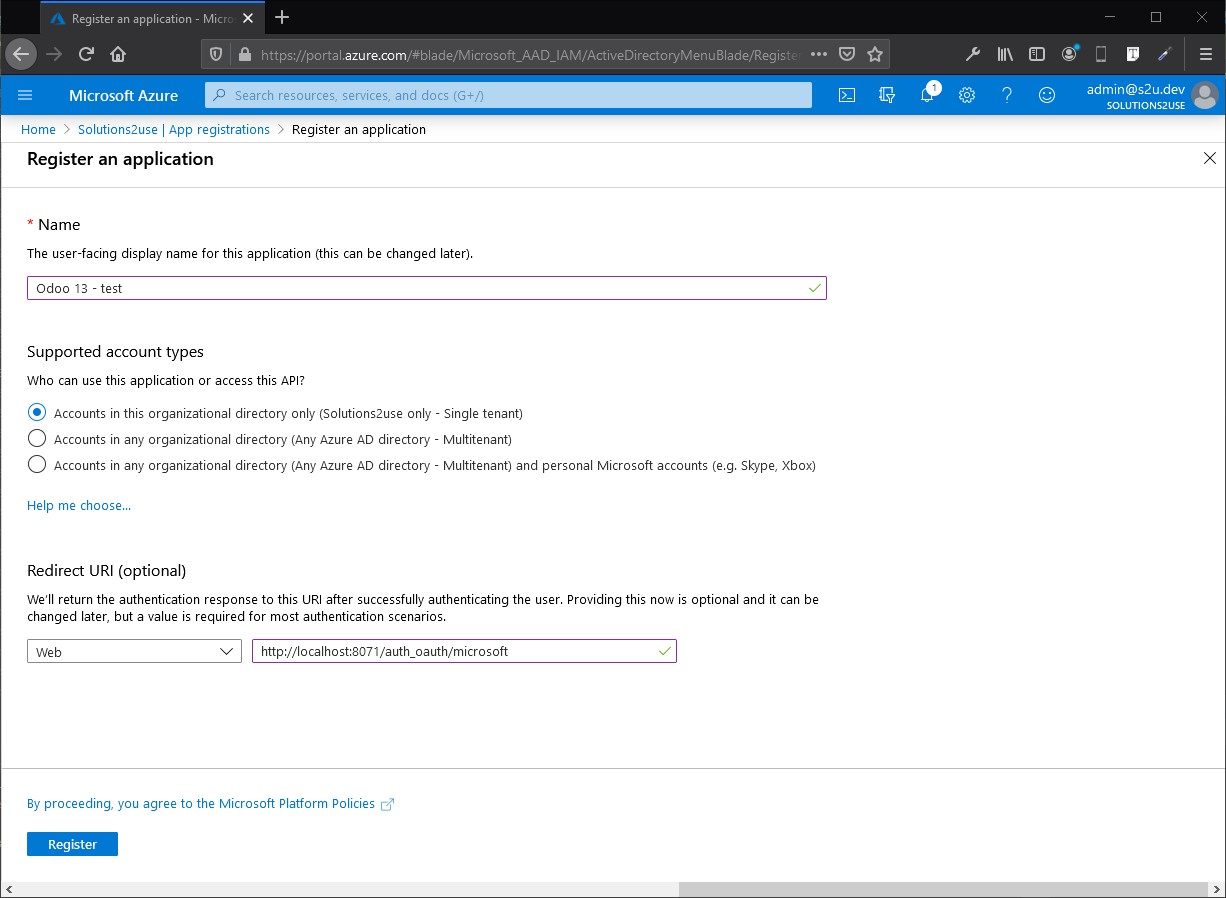 Register an application - Micro
https://portal.azure.com/#blade/Microsoft_AAD_IAM/ActiveDirectoryMenuBlade/Register
Microsoft Azure
Search resources, services, and docs (G+/)
1
admin@s2u.dev
SOLUTIONS2USE
Home > Solutions2use | App registrations > Register an application
Register an application
* Name
The user-facing display name for this application (this can be changed later).
Odoo 13 - test
Supported account types
Who can use this application or access this API?
Accounts in this organizational directory only (Solutions2use only - Single tenant)
Accounts in any organizational directory (Any Azure AD directory - Multitenant)
Accounts in any organizational directory (Any Azure AD directory - Multitenant) and personal Microsoft accounts (e.g. Skype, Xbox)
Help me choose...
Redirect URI (optional)
We'll return the authentication response to this URI after successfully authenticating the user. Providing this now is optional and it can be
changed later, but a value is required for most authentication scenarios.
Web
http://localhost:8071/auth_oauth/microsoft
By proceeding, you agree to the Microsoft Platform Policies
Register